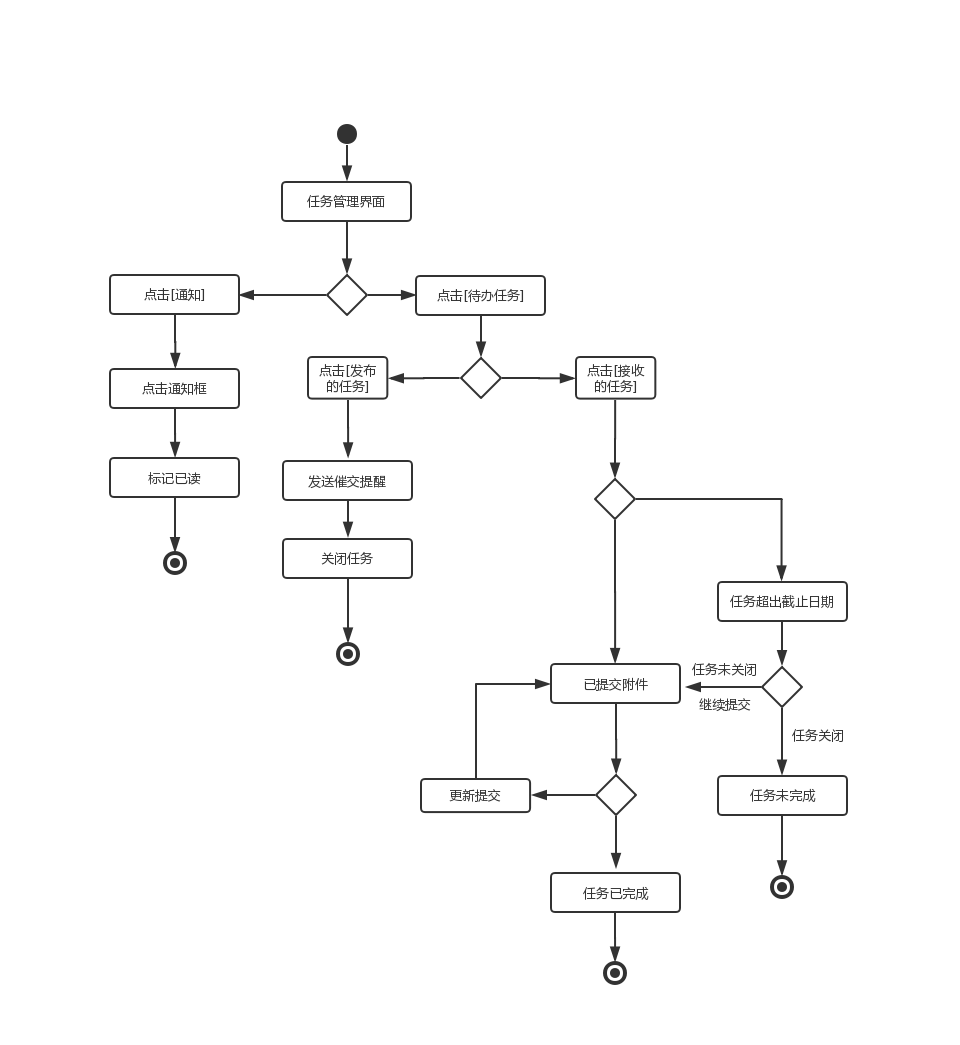 任务管理界面
点击[通知]
点击[待办任务]
点击[发布
的任务]
点击[接收
的任务]
点击通知框
标记已读
发送催交提醒
关闭任务
任务超出截止日期
任务未关闭
已提交附件
继续提交
任务关闭
更新提交
任务未完成
任务已完成